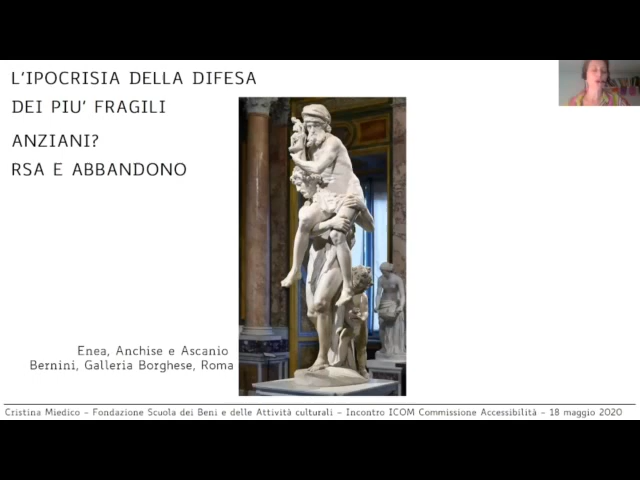 L'IPOCRISIA DELLA DIFESA
DEI PIU' FRAGILI
ANZIANI?
RSA E ABBANDONO
Enea, Anchise e Ascanio
Bernini, Galleria Borghese, Roma
Cristina Miedico – Fondazione Scuola dei Beni e delle Attività culturali – Incontro ICOM Commissione Accessibilità – 18 maggio 2020